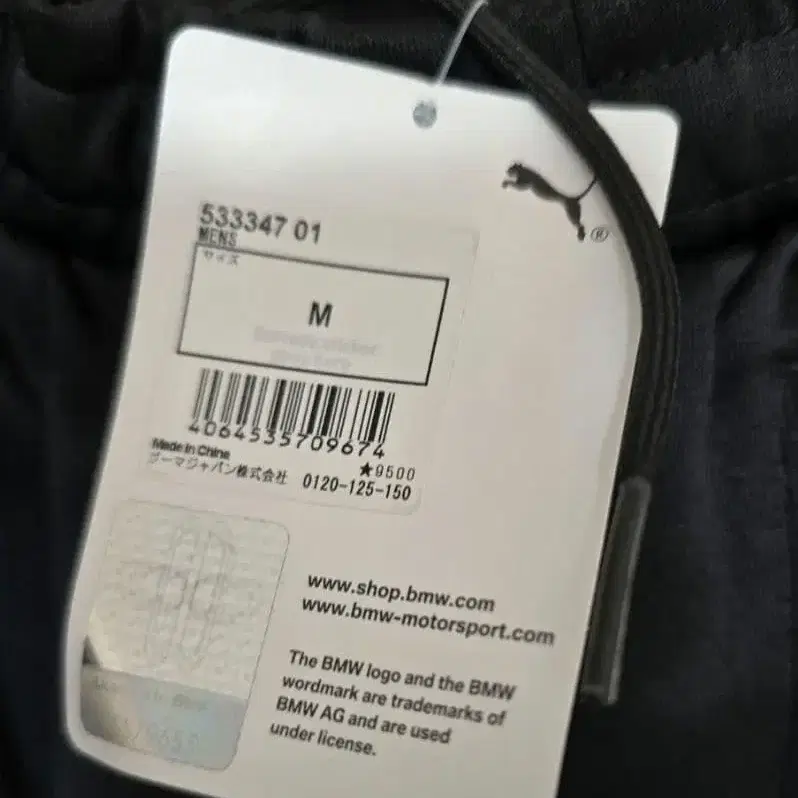 533347 01
MENS
サイズ
M
4064535709674
Made in China
★9500
プーマジャパン株式会社 0120-125-150
®
www.shop.bmw.com
www.bmw-motorsport.com
The BMW logo and the BMW
wordmark are trademarks of
BMW AG and are used
under license.